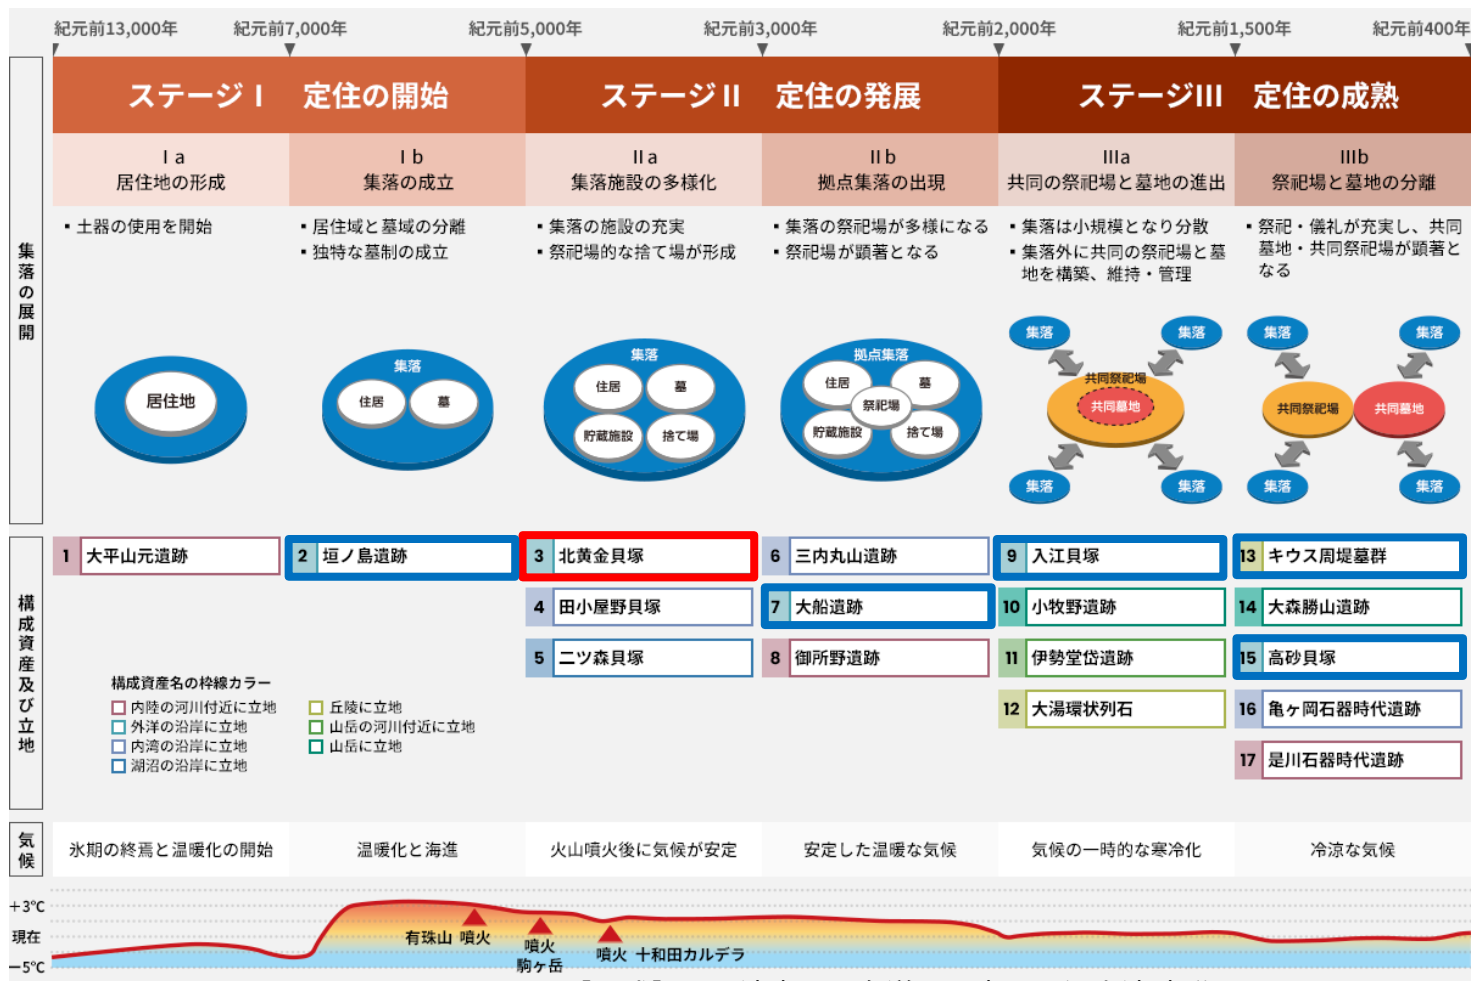 紀元前13,000年
紀元前7,000年
紀元前5,000年
紀元前3,000年
紀元前2,000年
紀元前1,500年
紀元前400年
ステージ I 定住の開始
ステージ II 定住の発展
ステージIII 定住の成熟
I a
居住地の形成
I b
集落の成立
II a
集落施設の多様化
II b
拠点集落の出現
IIIa
共同の祭祀場と墓地の進出
IIIb
祭祀場と墓地の分離
集落の展開
▪ 土器の使用を開始
▪ 居住域と墓域の分離
▪ 独特な墓制の成立
▪ 集落の施設の充実
▪ 祭祀場的な捨て場が形成
▪ 集落の祭祀場が多様になる
▪ 祭祀場が顕著となる
▪ 集落は小規模となり分散
▪ 集落外に共同の祭祀場と墓
地を構築、維持・管理
▪ 祭祀・儀礼が充実し、共同
墓地・共同祭祀場が顕著と
なる
居住地
集落
住居
墓
集落
住居
墓
貯蔵施設
捨て場
拠点集落
住居
墓
祭祀場
貯蔵施設
捨て場
集落
集落
共同祭祀場
共同墓地
集落
集落
集落
集落
共同祭祀場
共同墓地
集落
集落
構成資産及び立地
1 大平山元遺跡
2 垣ノ島遺跡
3 北黄金貝塚
4 田小屋野貝塚
5 二ツ森貝塚
6 三内丸山遺跡
7 大船遺跡
8 御所野遺跡
9 入江貝塚
10 小牧野遺跡
11 伊勢堂岱遺跡
12 大湯環状列石
13 キウス周堤墓群
14 大森勝山遺跡
15 高砂貝塚
16 亀ヶ岡石器時代遺跡
17 是川石器時代遺跡
構成資産名の枠線カラー
内陸の河川付近に立地
外洋の沿岸に立地
内湾の沿岸に立地
湖沼の沿岸に立地
丘陵に立地
山岳の河川付近に立地
山岳に立地
気候
氷期の終焉と温暖化の開始
温暖化と海進
火山噴火後に気候が安定
安定した温暖な気候
気候の一時的な寒冷化
冷涼な気候
+3℃
現在
−5℃
有珠山 噴火
噴火
駒ヶ岳
噴火 十和田カルデラ